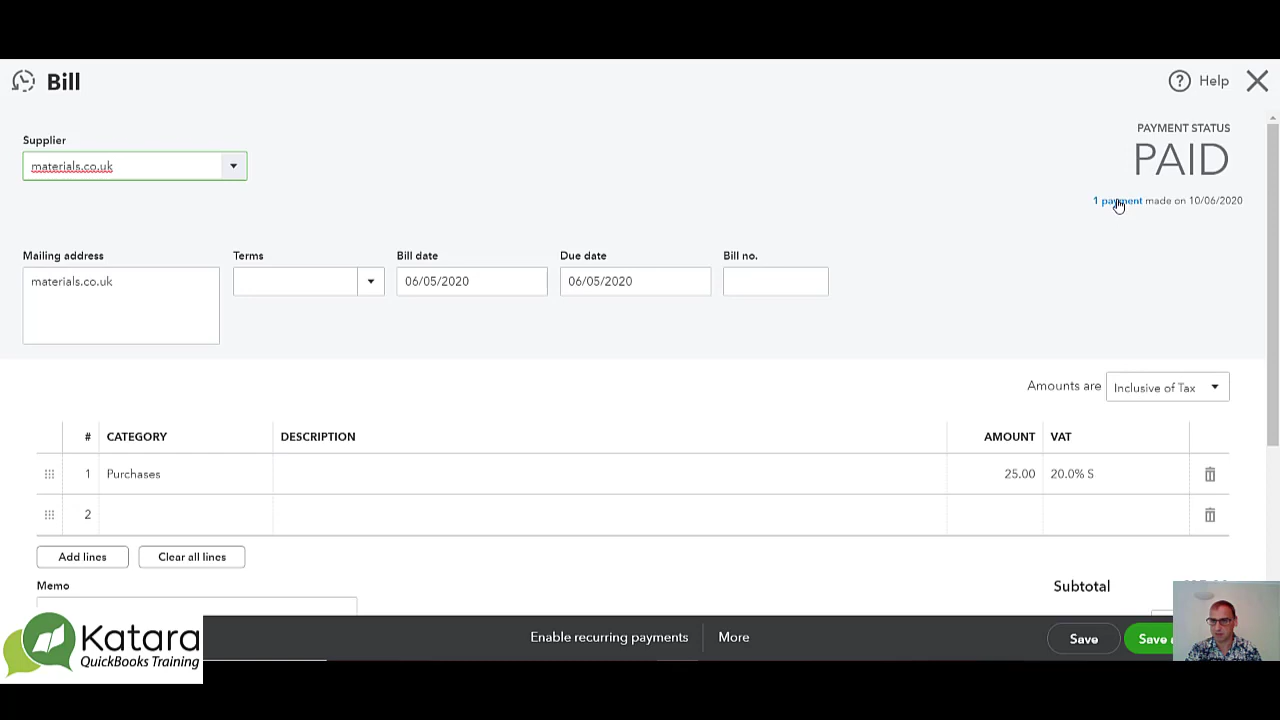 Bill
Help
Supplier
materials.co.uk
PAYMENT STATUS
PAID
1 payment made on 10/06/2020
Mailing address
Terms
Bill date
Due date
Bill no.
materials.co.uk
06/05/2020
06/05/2020
Amounts are
Inclusive of Tax
# CATEGORY DESCRIPTION AMOUNT VAT
1 Purchases 25.00 20.0% S
2
Add lines
Clear all lines
Memo
Subtotal
Enable recurring payments
More
Save
Save
Katara
QuickBooks Training